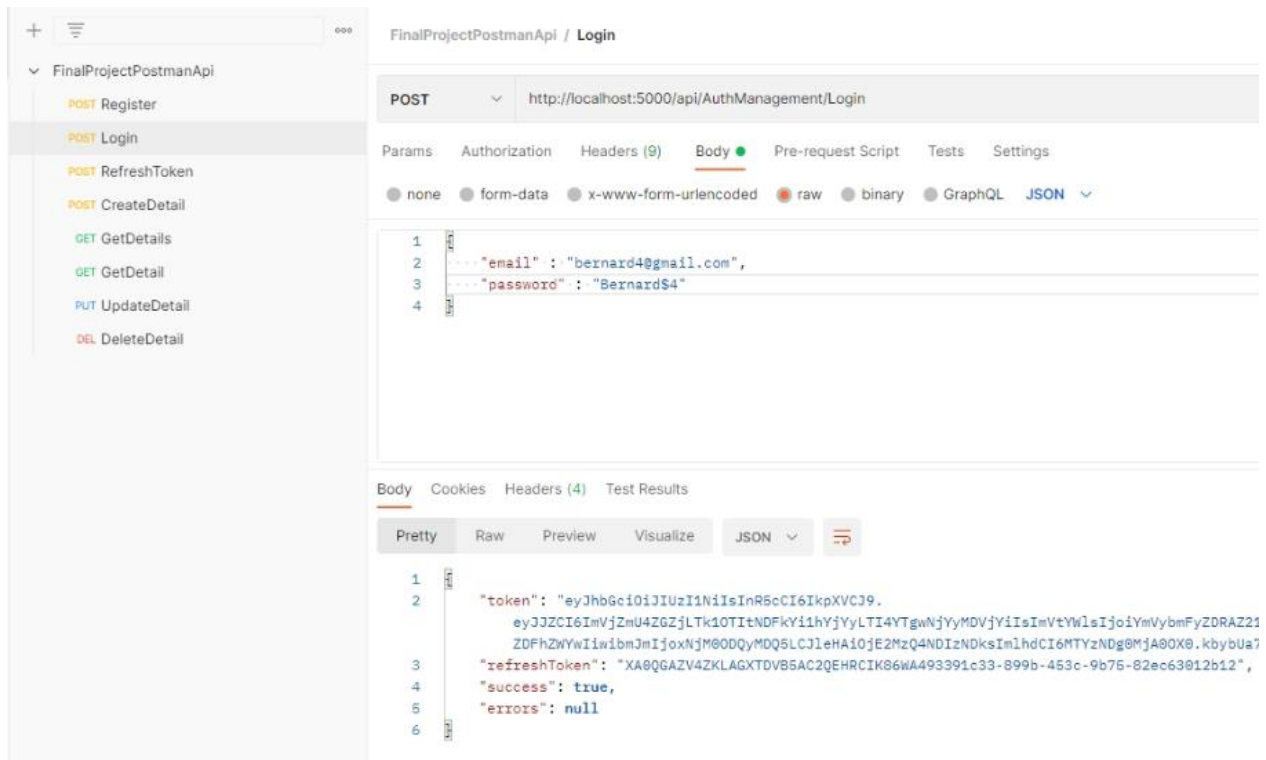 FinalProjectPostmanApi
POST Register
POST Login
POST RefreshToken
POST CreateDetail
GET GetDetails
GET GetDetail
PUT UpdateDetail
DEL DeleteDetail
FinalProjectPostmanApi / Login
POST http://localhost:5000/api/AuthManagement/Login
Params Authorization Headers (9) Body Pre-request Script Tests Settings
none form-data x-www-form-urlencoded raw binary GraphQL JSON
1 {
2 "email" : "bernard4@gmail.com",
3 "password" : "Bernard$4"
4 }
Body Cookies Headers (4) Test Results
Pretty Raw Preview Visualize JSON
1 {
2 "token": "eyJhbGciOiJIUzI1NiIsInR5cCI6IkpXVCJ9.
3 "refreshToken": "XA0QGAZV4ZKLAGXTDVB5AC2QEHRCIK86WA493391c33-899b-453c-9b75-82ec63012b12",
4 "success": true,
5 "errors": null
6 }